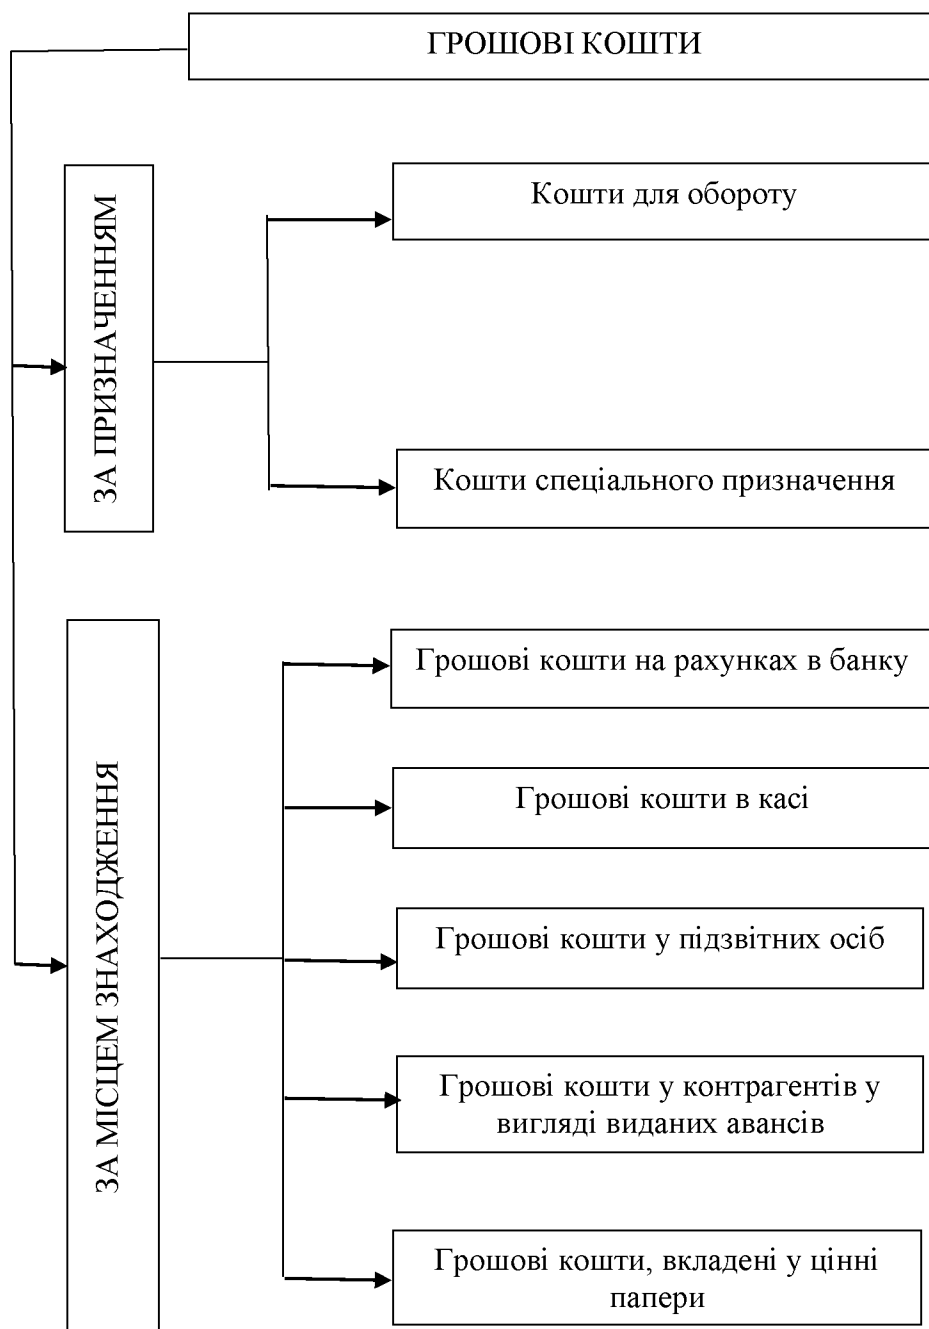 ГРОШОВІ КОШТИ
ЗА ПРИЗНАЧЕННЯМ
Кошти для обороту
Кошти спеціального призначення
ЗА МІСЦЕМ ЗНАХОДЖЕННЯ
Грошові кошти на рахунках в банку
Грошові кошти в касі
Грошові кошти у підзвітних осіб
Грошові кошти у контрагентів у
вигляді виданих авансів
Грошові кошти, вкладені у цінні
папери